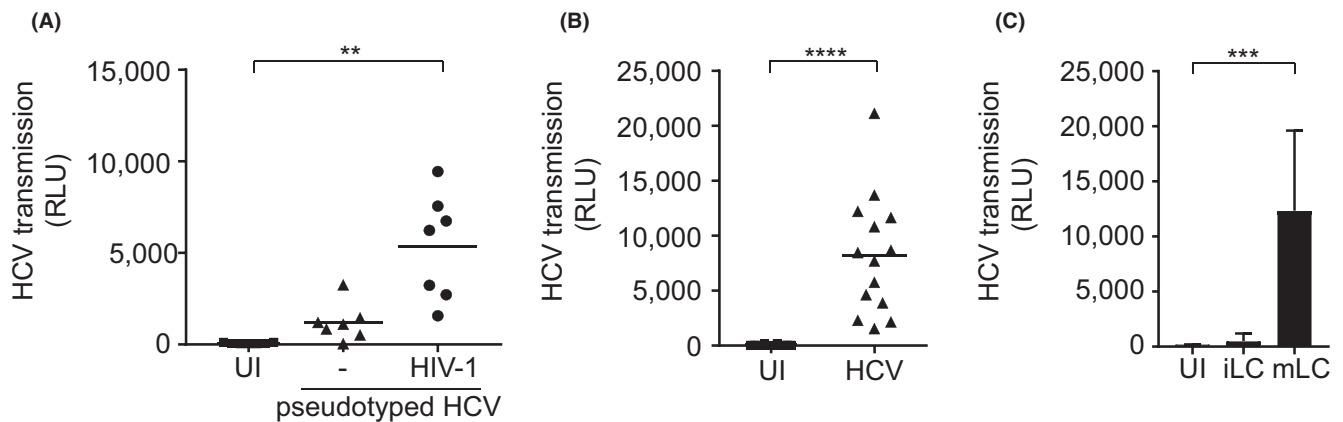 (A)
**
15,000
10,000
5,000
0
HCV transmission
(RLU)
UI
-
HIV-1
pseudotyped HCV
(B)
****
25,000
20,000
15,000
10,000
5,000
0
HCV transmission
(RLU)
UI
HCV
(C)
***
25,000
20,000
15,000
10,000
5,000
0
HCV transmission
(RLU)
UI
iLC
mLC